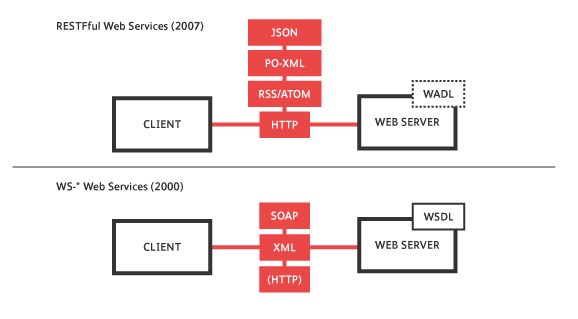 RESTFful Web Services (2007)
JSON
PO-XML
RSS/ATOM
WADL
CLIENT
HTTP
WEB SERVER
WS-* Web Services (2000)
SOAP
WSDL
CLIENT
XML
WEB SERVER
(HTTP)